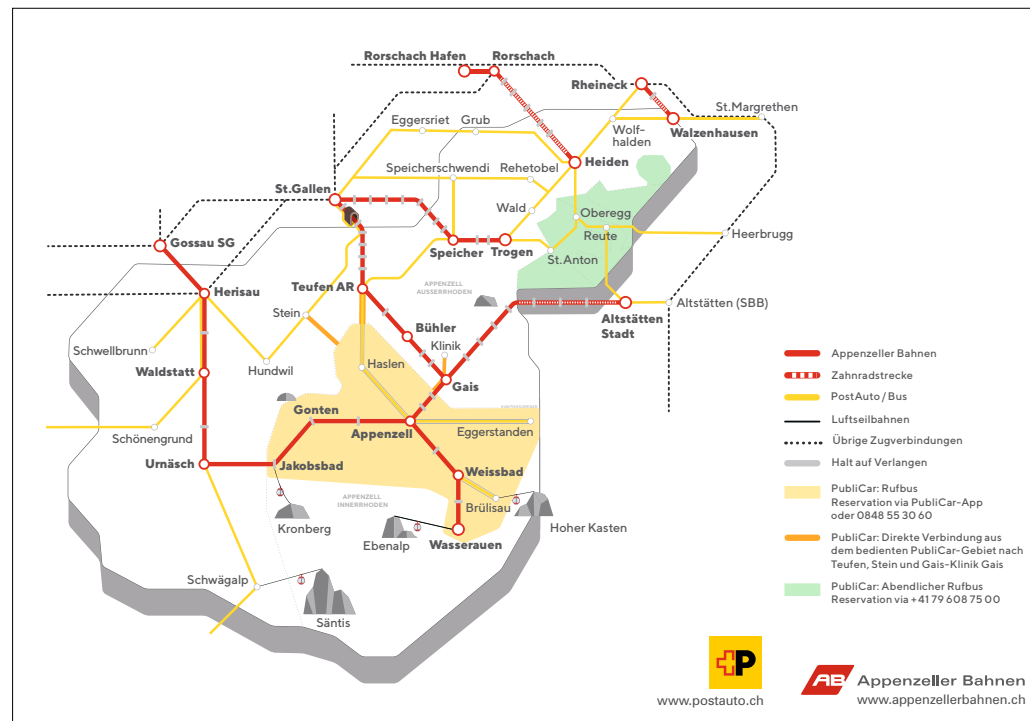 Rorschach Hafen
Rorschach
Rheineck
St.Margrethen
Eggersriet
Grub
Wolf-
halden
Walzenhausen
Speicherschwendi
Rehetobel
Heiden
St.Gallen
Wald
Oberegg
Reute
Heerbrugg
Gossau SG
Speicher
Trogen
St.Anton
Teufen AR
APPENZELL
AUSSERRHODEN
Herisau
Stein
Altstätten
Stadt
Altstätten (SBB)
Bühler
Klinik
Schwellbrunn
Hundwil
Haslen
Waldstatt
Gais
Gonten
Appenzell
Eggerstanden
Schönengrund
Urnäsch
Jakobsbad
Weissbad
APPENZELL
INNERRHODEN
Brülisau
Kronberg
Ebenalp
Wasserauen
Hoher Kasten
Schwägalp
Säntis
Appenzeller Bahnen
Zahnradstrecke
PostAuto / Bus
Luftseilbahnen
Übrige Zugverbindungen
Halt auf Verlangen
PubliCar: Rufbus
Reservation via PubliCar-App
oder 0848 55 30 60
PubliCar: Direkte Verbindung aus
dem bedienten PubliCar-Gebiet nach
Teufen, Stein und Gais-Klinik Gais
PubliCar: Abendlicher Rufbus
Reservation via +41 79 608 75 00
P
www.postauto.ch
AB Appenzeller Bahnen
www.appenzellerbahnen.ch